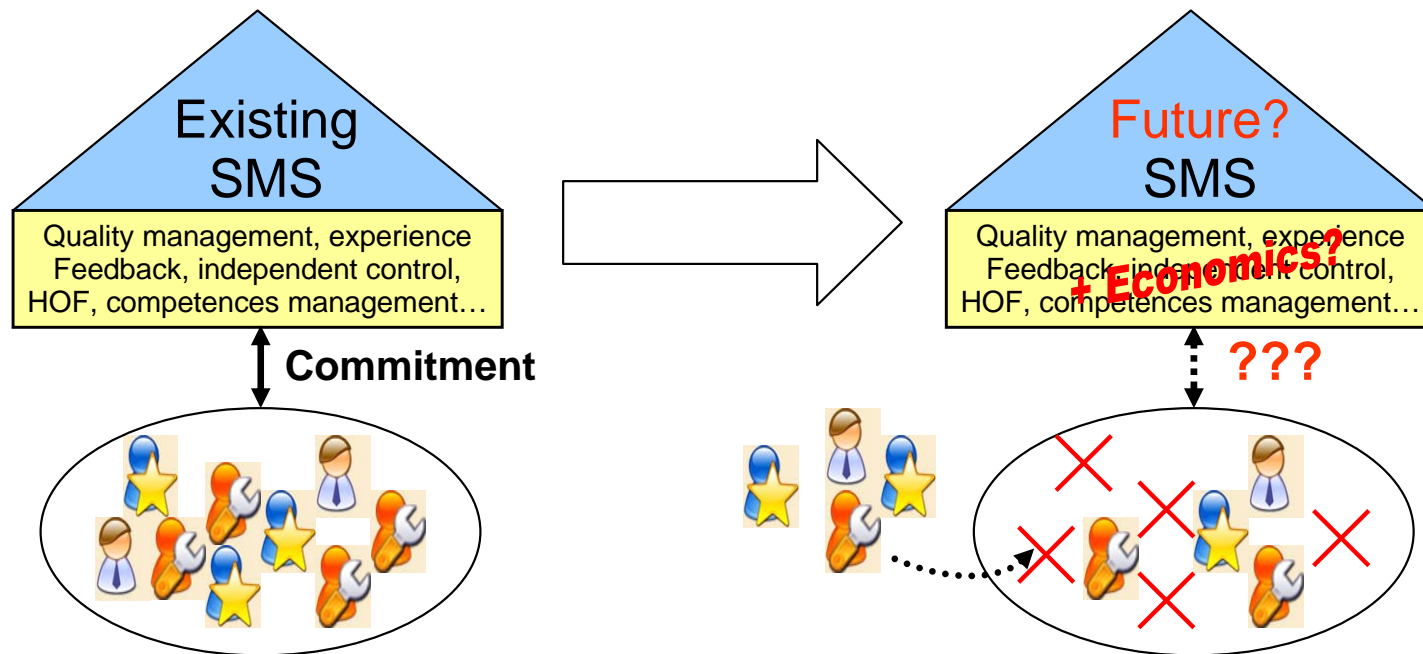 Existing
SMS
Quality management, experience
Feedback, independent control,
HOF, competences management…
Commitment
Future?
SMS
Quality management, experience
Feedback, independent control,
HOF, competences management…
+ Economics?
???